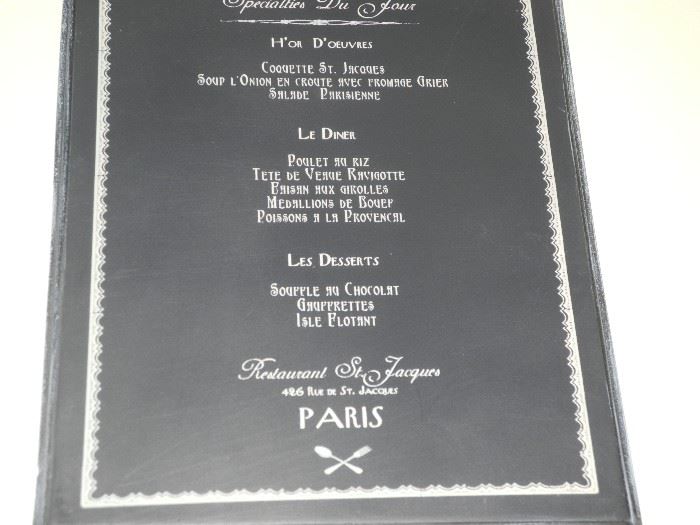 Specialties Du Jour
H'or D'oeuvres
Coquette St. Jacques
Soup l'Onion en croute avec fromage Grier
Salade Parisienne
Le Diner
Poulet au riz
Tete de Veaue Ravigotte
Faisan aux girolles
Medallions de Bouef
Poissons a la Provencal
Les Desserts
Souffle au Chocolat
Gauffrettes
Isle Flotant
Restaurant St. Jacques
426 Rue de St. Jacques
PARIS